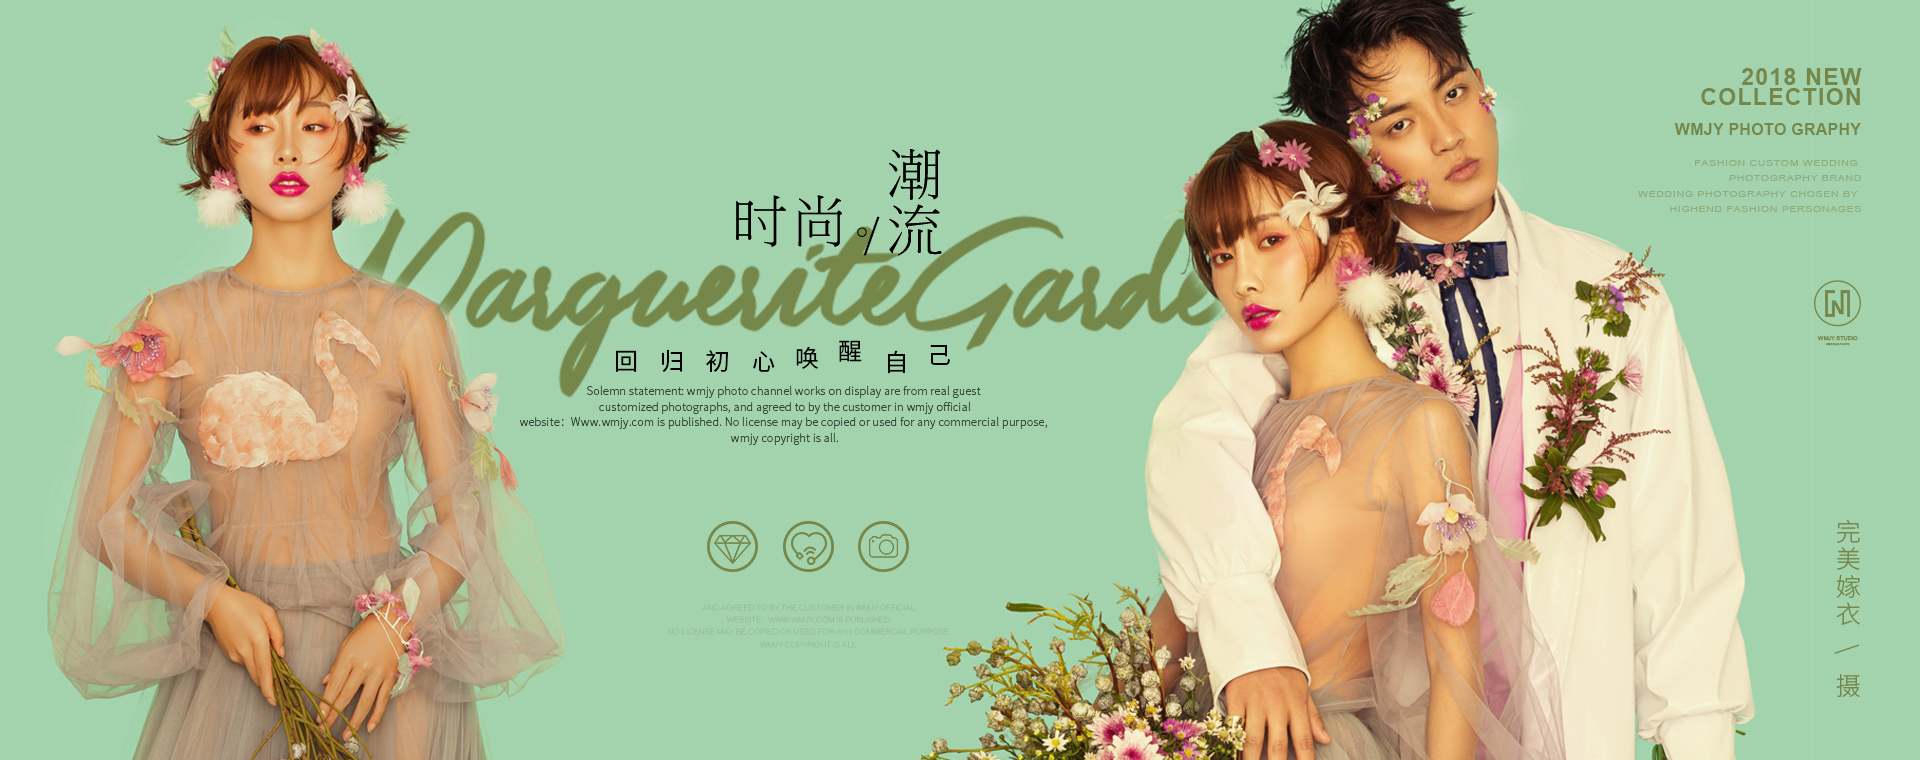 时尚。/潮流
MargueriteGarde
回归初心唤醒自己
Solemn statement: wmjy photo channel works on display are from real guest
customized photographs, and agreed to by the customer in wmjy official
website：Www.wmjy.com is published. No license may be copied or used for any commercial purpose,
wmjy copyright is all.
AND AGREED TO BY THE CUSTOMER IN WMJY OFFICIAL
WEBSITE：WWW.WMJY.COM IS PUBLISHED.
NO LICENSE MAY BE COPIED OR USED FOR ANY COMMERCIAL PURPOSE
WMJY COPYRIGHT IS ALL
2018 NEW
COLLECTION
WMJY PHOTO GRAPHY
FASHION CUSTOM WEDDING
PHOTOGRAPHY BRAND
WEDDING PHOTOGRAPHY CHOSEN BY
HIGHEND FASHION PERSONAGES
WMJY STUDIO
完美嫁衣/摄